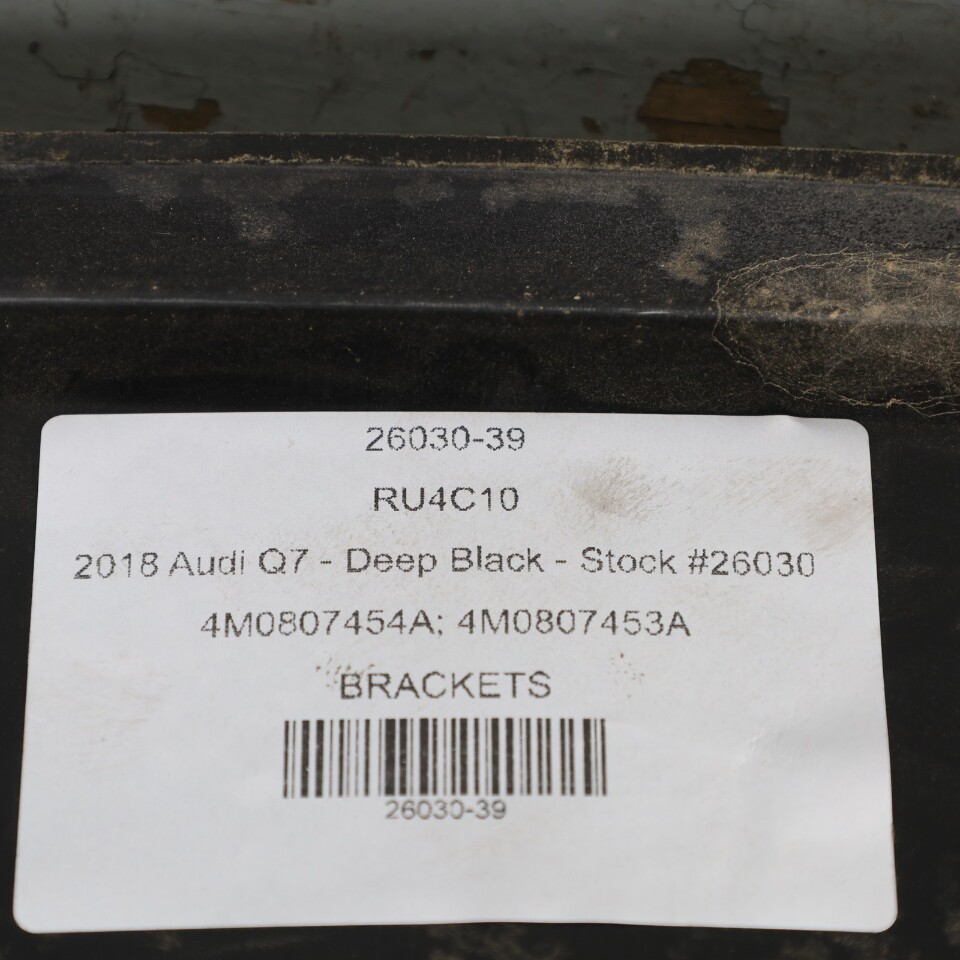 26030-39
RU4C10
2018 Audi Q7 - Deep Black - Stock #26030
4M0807454A; 4M0807453A
BRACKETS
26030-39